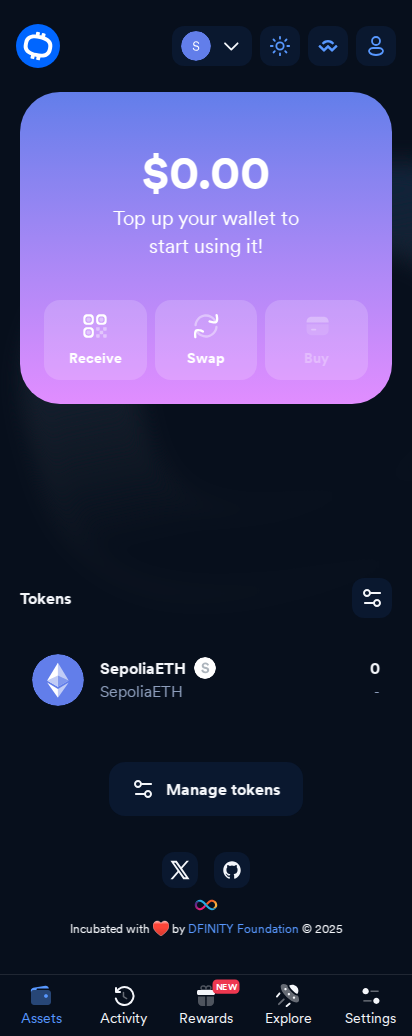 S
$0.00
Top up your wallet to
start using it!
Receive
Swap
Buy
Tokens
SepoliaETH S
0
SepoliaETH
-
Manage tokens
Incubated with ❤️ by DFINITY Foundation © 2025
NEW
Assets
Activity
Rewards
Explore
Settings